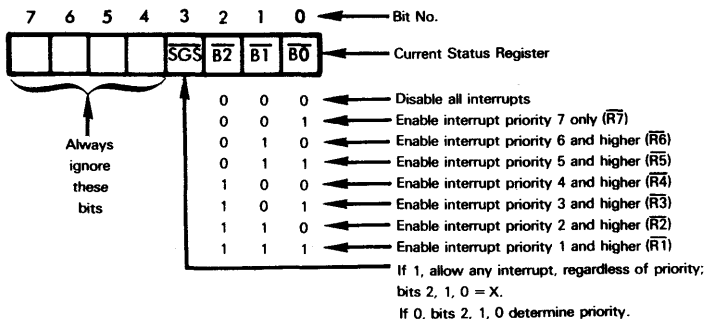 7 6 5 4 3 2 1 0 Bit No.
SGS B2 B1 B0 Current Status Register
0 0 0 Disable all interrupts
0 0 1 Enable interrupt priority 7 only (R7)
0 1 0 Enable interrupt priority 6 and higher (R6)
0 1 1 Enable interrupt priority 5 and higher (R5)
1 0 0 Enable interrupt priority 4 and higher (R4)
1 0 1 Enable interrupt priority 3 and higher (R3)
1 1 0 Enable interrupt priority 2 and higher (R2)
1 1 1 Enable interrupt priority 1 and higher (R1)
Always
ignore
these
bits
If 1, allow any interrupt, regardless of priority;
bits 2, 1, 0 = X.
If 0, bits 2, 1, 0 determine priority.